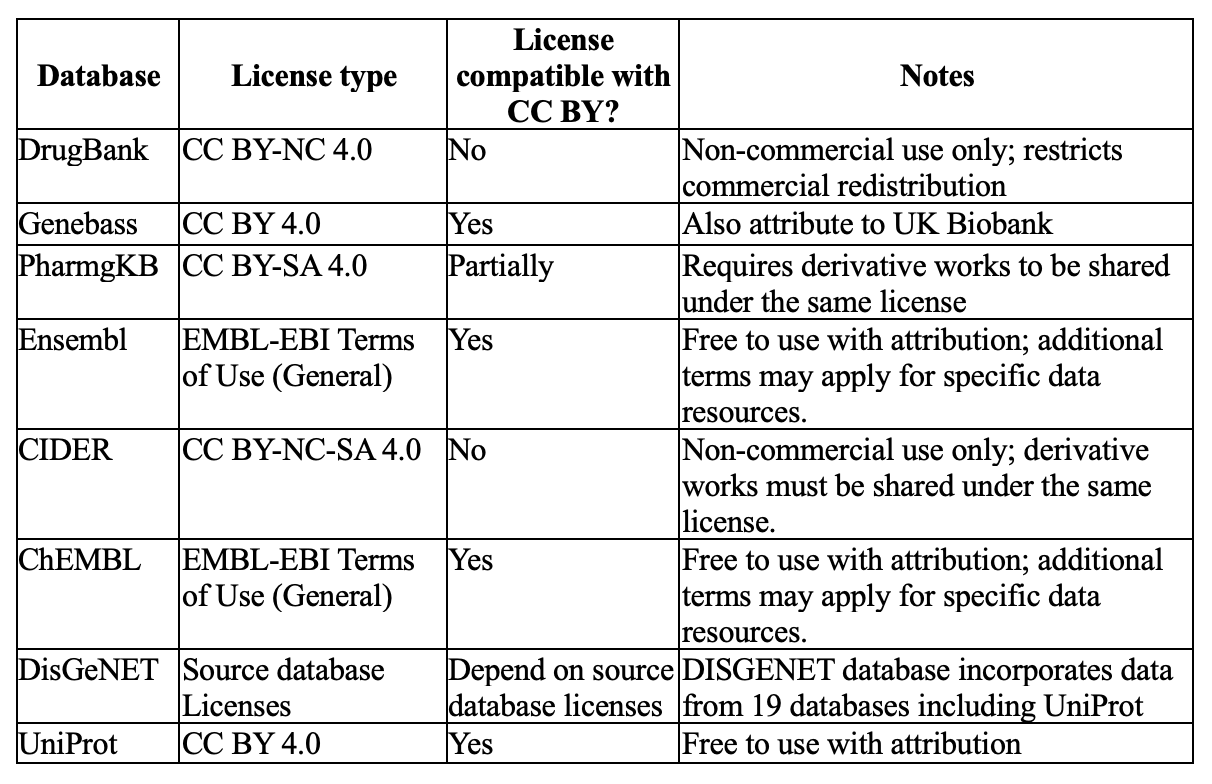 Database License type License compatible with CC BY? Notes
DrugBank CC BY-NC 4.0 No Non-commercial use only; restricts
commercial redistribution
Genebass CC BY 4.0 Yes Also attribute to UK Biobank
PharmgKB CC BY-SA 4.0 Partially Requires derivative works to be shared
under the same license
Ensembl EMBL-EBI Terms Yes Free to use with attribution; additional
of Use (General) terms may apply for specific data
resources.
CIDER CC BY-NC-SA 4.0 No Non-commercial use only; derivative
works must be shared under the same
license.
ChEMBL EMBL-EBI Terms Yes Free to use with attribution; additional
of Use (General) terms may apply for specific data
resources.
DisGeNET Source database Depend on source DISGENET database incorporates data
Licenses database licenses from 19 databases including UniProt
UniProt CC BY 4.0 Yes Free to use with attribution